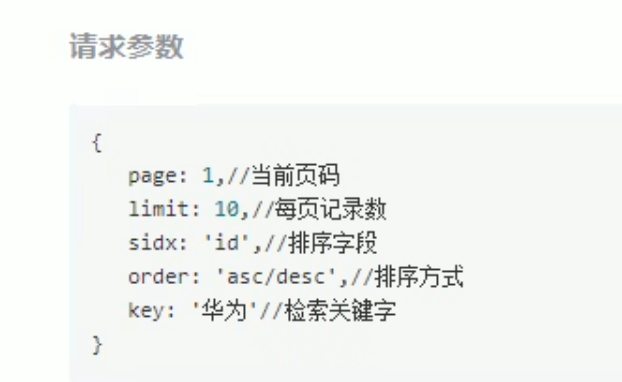 请求参数
{
page: 1,//当前页码
limit: 10,//每页记录数
sidx: 'id',//排序字段
order: 'asc/desc',//排序方式
key: '华为'//检索关键字
}